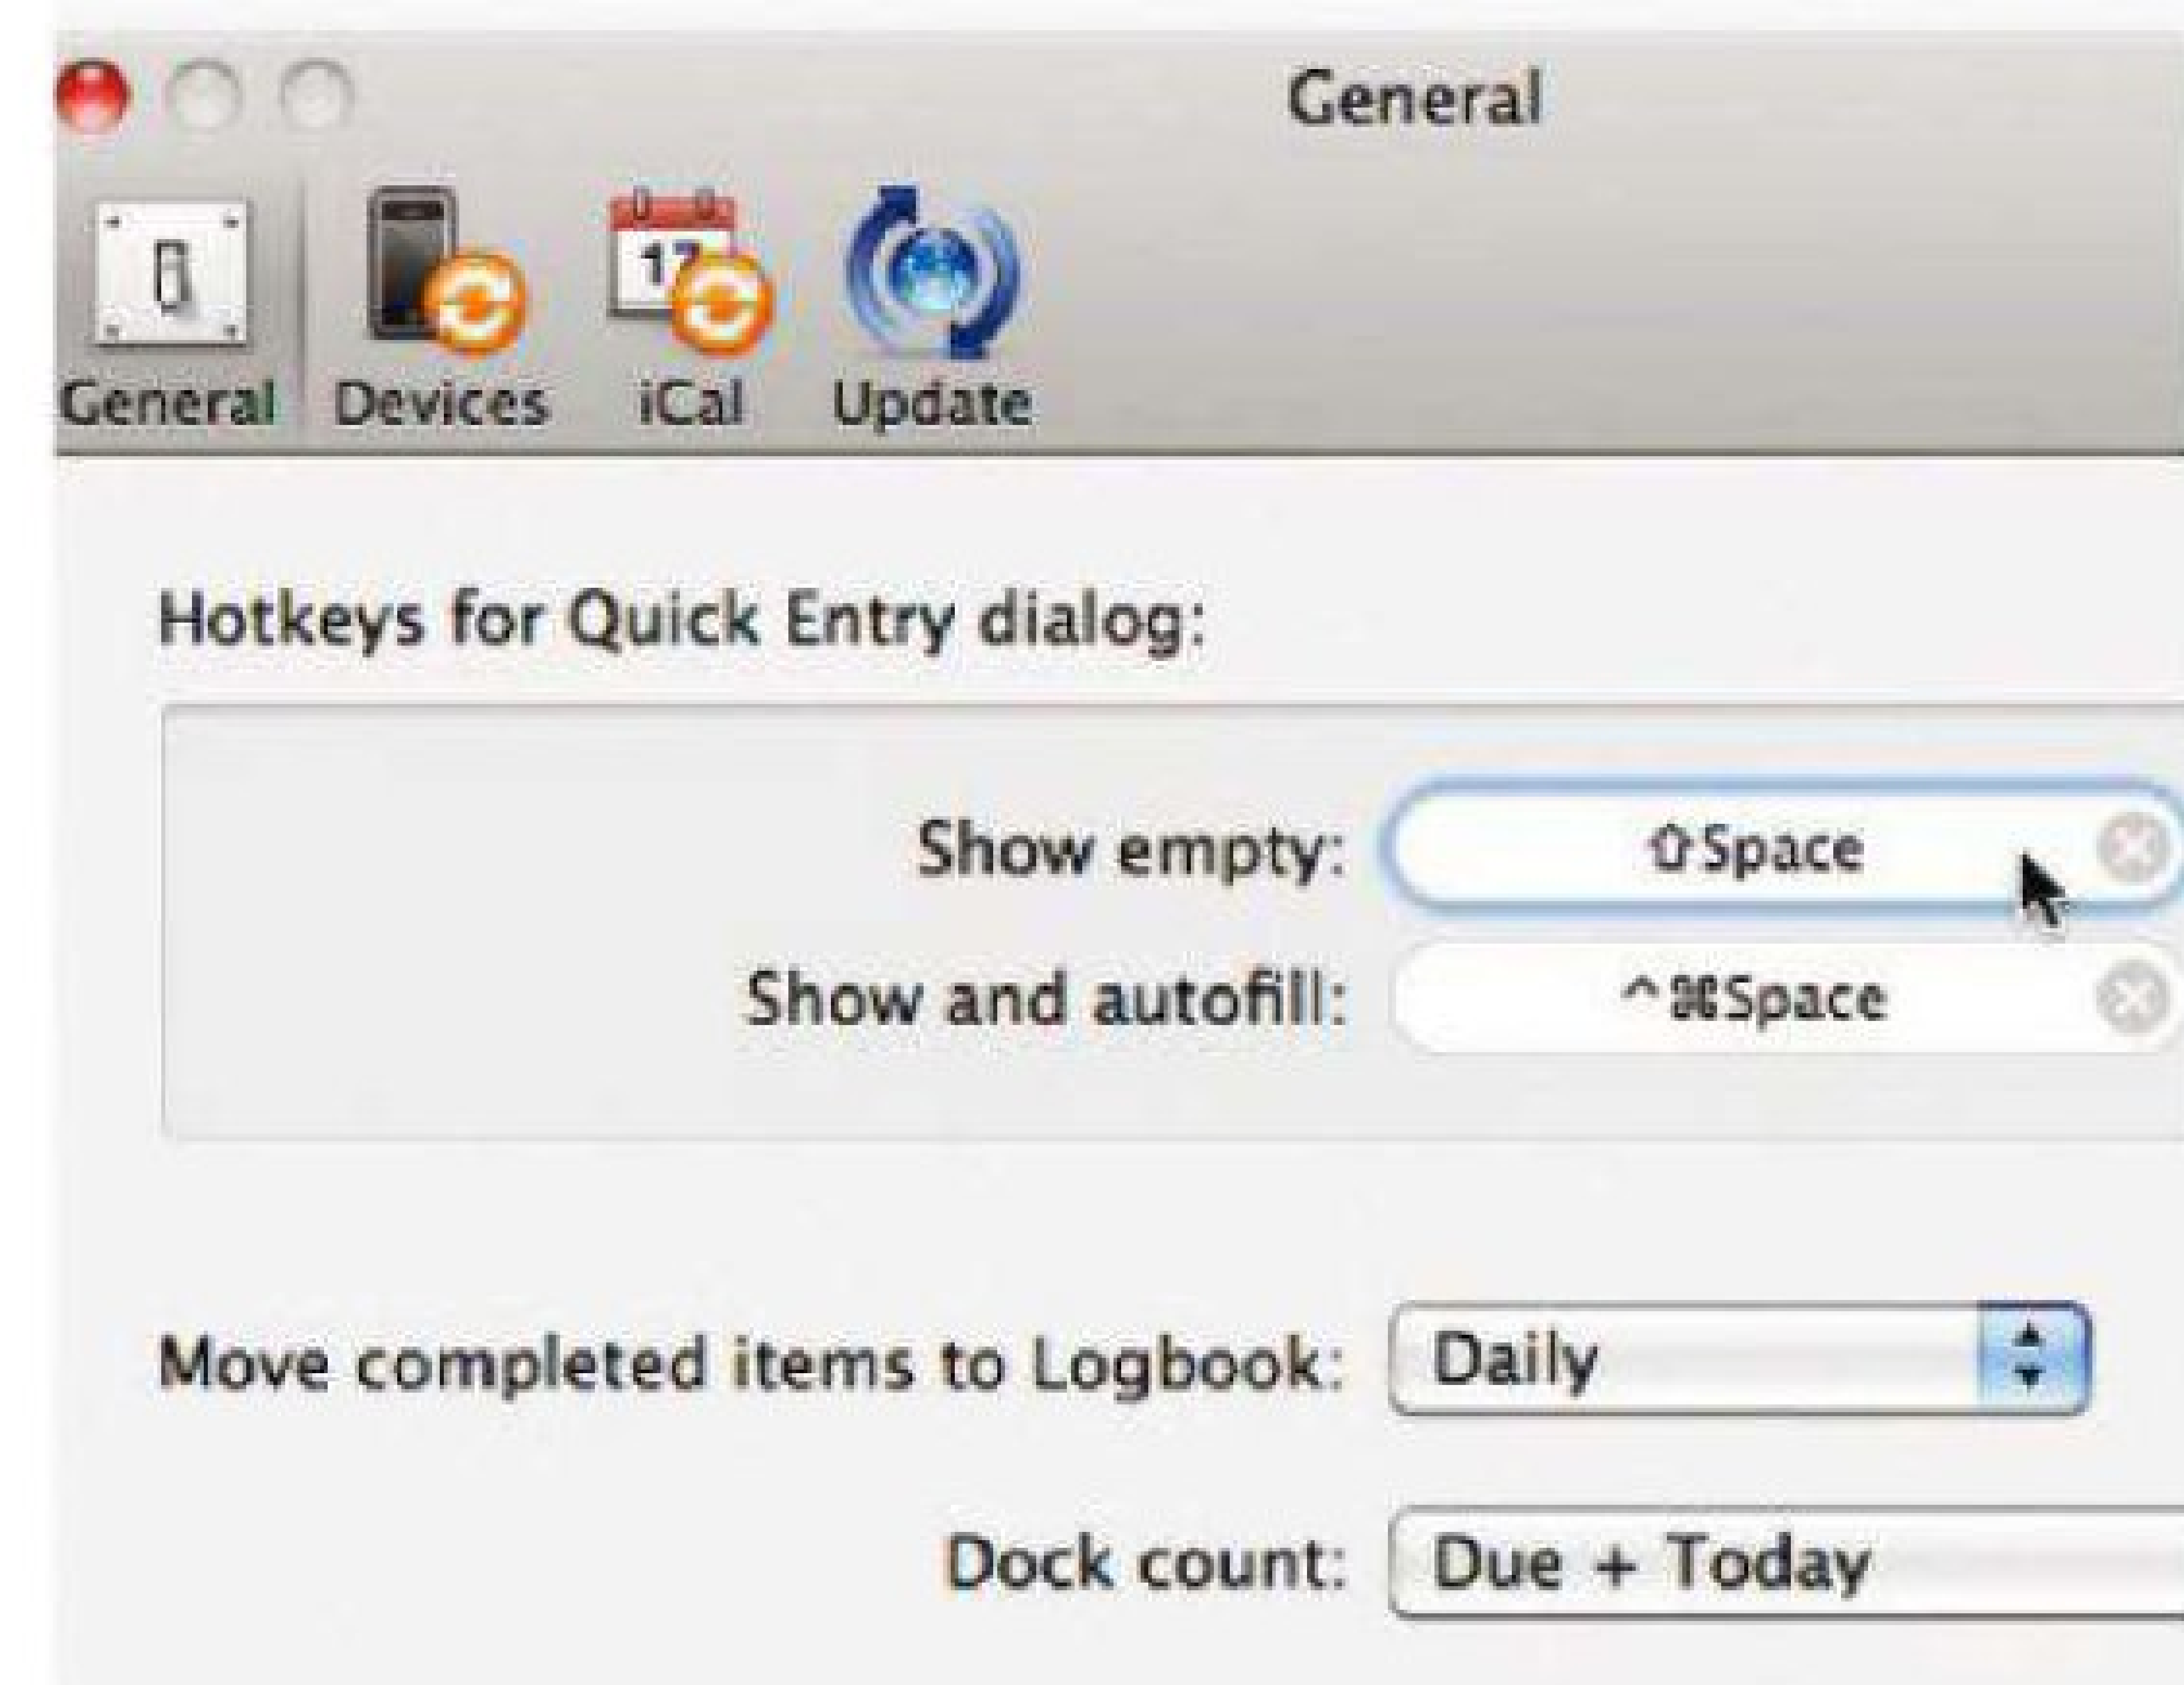 General
General Devices iCal Update
Hotkeys for Quick Entry dialog:
Show empty: ⇧Space
Show and autofill: ^⌘Space
Move completed items to Logbook: Daily
Dock count: Due + Today